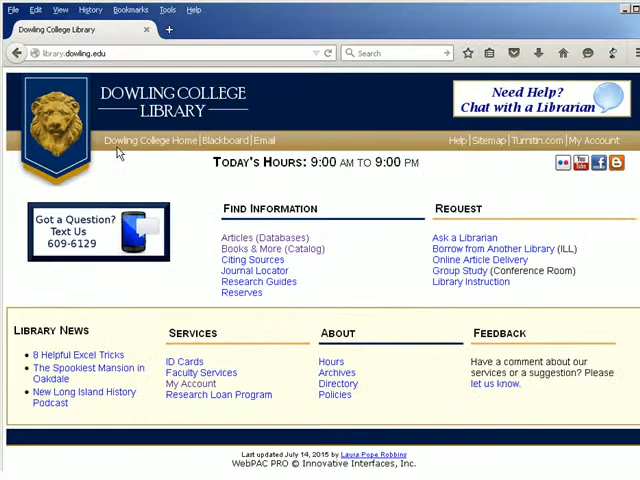 File Edit View History Bookmarks Tools Help
Dowling College Library
library.dowling.edu
Search
DOWLING COLLEGE
LIBRARY
Need Help?
Chat with a Librarian
Dowling College Home | Blackboard | Email
Help | Sitemap | Turnitin.com | My Account
TODAY'S HOURS: 9:00 AM TO 9:00 PM
You
Tube
Got a Question?
Text Us
609-6129
FIND INFORMATION
Articles (Databases)
Books & More (Catalog)
Citing Sources
Journal Locator
Research Guides
Reserves
REQUEST
Ask a Librarian
Borrow from Another Library (ILL)
Online Article Delivery
Group Study (Conference Room)
Library Instruction
LIBRARY NEWS
8 Helpful Excel Tricks
The Spookiest Mansion in
Oakdale
New Long Island History
Podcast
SERVICES
ID Cards
Faculty Services
My Account
Research Loan Program
ABOUT
Hours
Archives
Directory
Policies
FEEDBACK
Have a comment about our
services or a suggestion? Please
let us know.
Last updated July 14, 2015 by Laura Pope Robbins
WebPAC PRO © Innovative Interfaces, Inc.